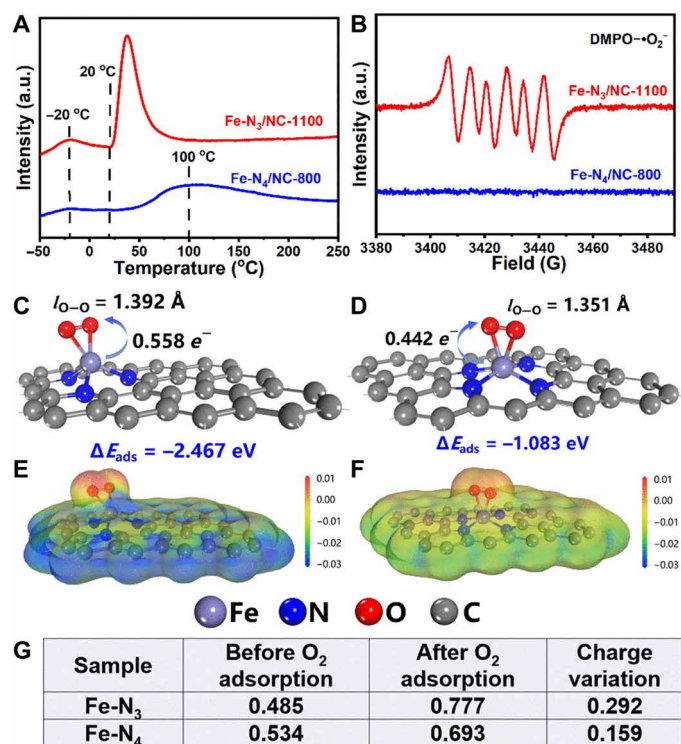 A
Intensity (a.u.)
−20 °C
20 °C
100 °C
Fe-N₃/NC-1100
Fe-N₄/NC-800
-50 0 50 100 150 200 250
Temperature (°C)
B
Intensity (a.u.)
DMPO−•O₂⁻
Fe-N₃/NC-1100
Fe-N₄/NC-800
3380 3400 3420 3440 3460 3480
Field (G)
C
lO–O = 1.392 Å
0.558 e⁻
ΔEads = −2.467 eV
D
lO–O = 1.351 Å
0.442 e⁻
ΔEads = −1.083 eV
E
0.01
0.00
−0.01
−0.02
−0.03
F
0.01
0.00
−0.01
−0.02
−0.03
Fe N O C
G
Sample Before O₂ adsorption After O₂ adsorption Charge variation
Fe-N₃ 0.485 0.777 0.292
Fe-N₄ 0.534 0.693 0.159